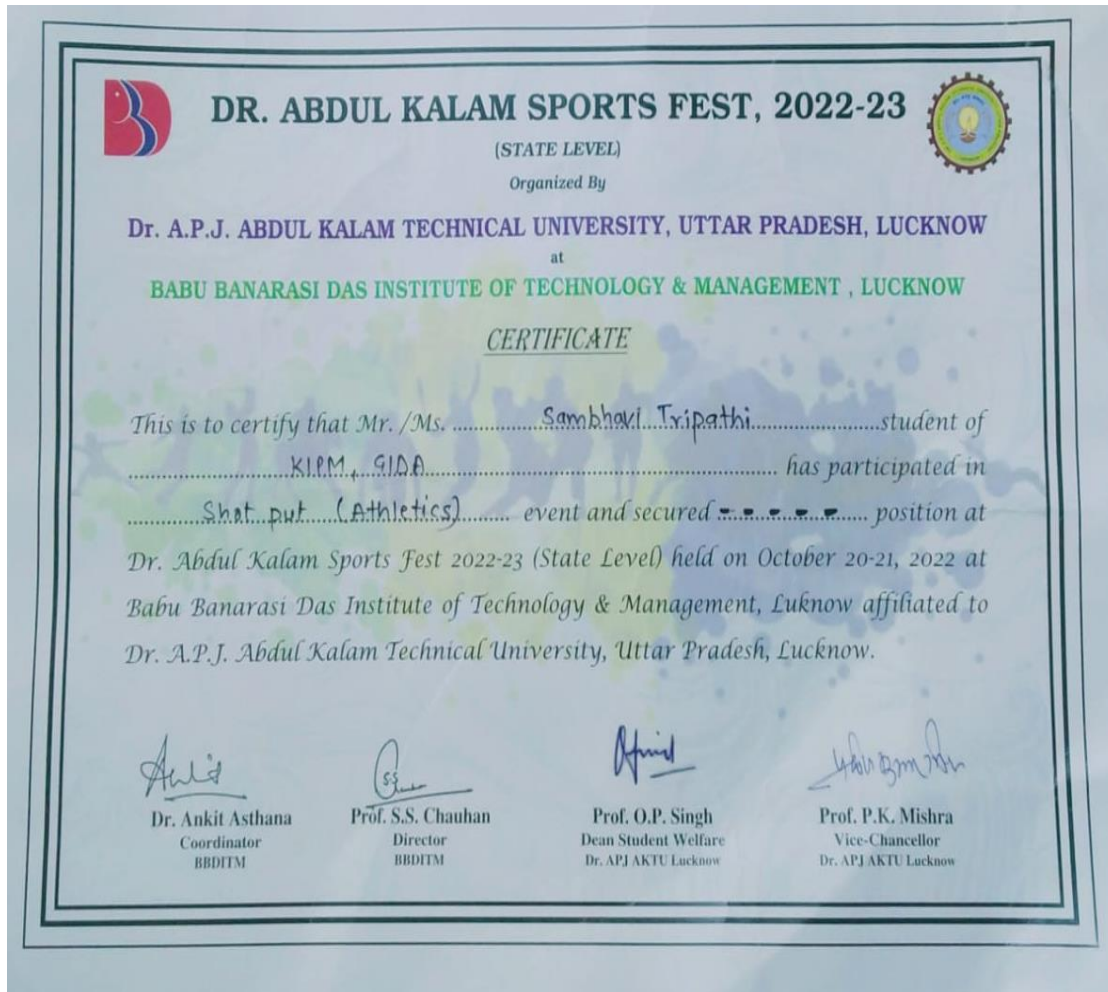 DR. ABDUL KALAM SPORTS FEST, 2022-23
(STATE LEVEL)
Organized By
Dr. A.P.J. ABDUL KALAM TECHNICAL UNIVERSITY, UTTAR PRADESH, LUCKNOW
at
BABU BANARASI DAS INSTITUTE OF TECHNOLOGY & MANAGEMENT , LUCKNOW
CERTIFICATE
This is to certify that Mr. /Ms. Sambhavi Tripathi student of
KIPM, GIDA has participated in
Shot put (Athletics) event and secured - - - - - position at
Dr. Abdul Kalam Sports Fest 2022-23 (State Level) held on October 20-21, 2022 at
Babu Banarasi Das Institute of Technology & Management, Luknow affiliated to
Dr. A.P.J. Abdul Kalam Technical University, Uttar Pradesh, Lucknow.
Dr. Ankit Asthana
Coordinator
BBDITM
Prof. S.S. Chauhan
Director
BBDITM
Prof. O.P. Singh
Dean Student Welfare
Dr. APJ AKTU Lucknow
Prof. P.K. Mishra
Vice-Chancellor
Dr. APJ AKTU Lucknow